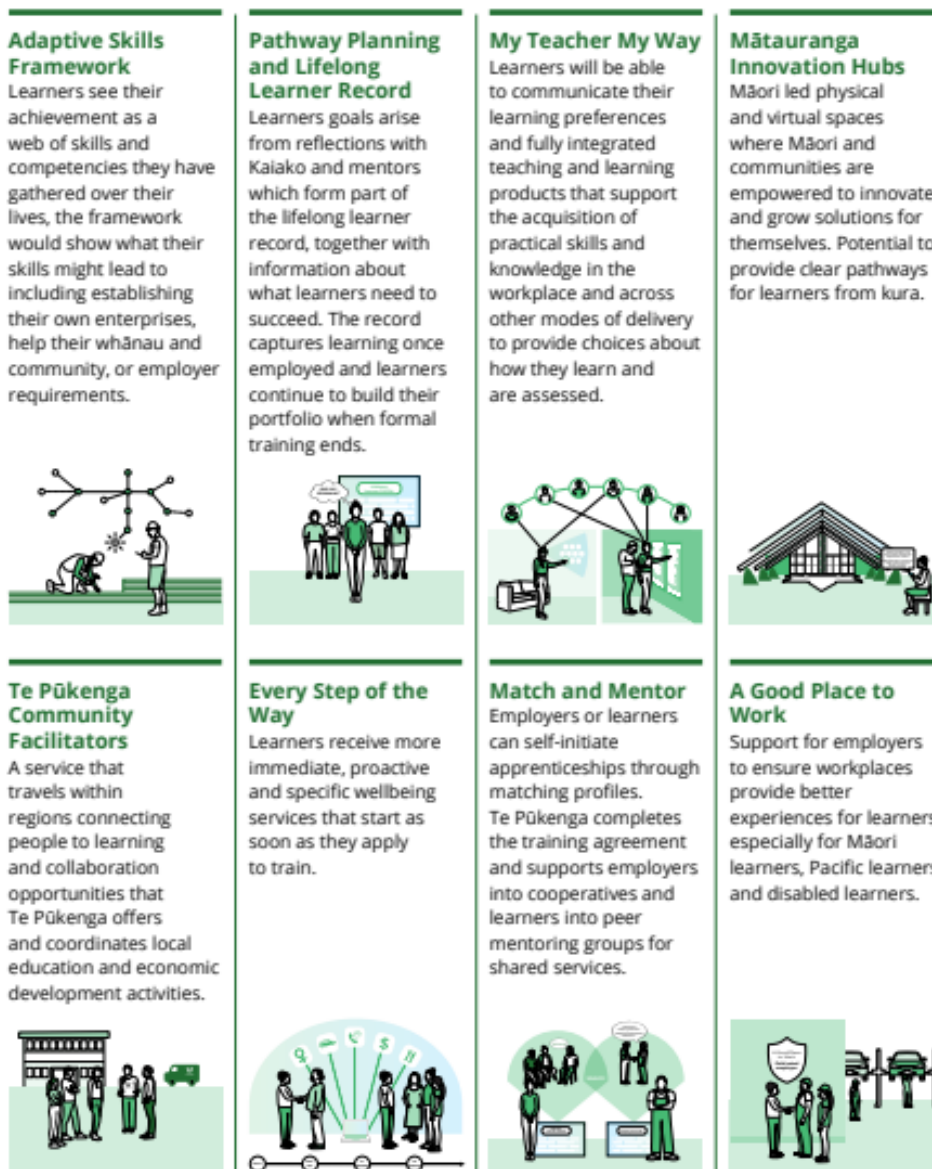 Adaptive Skills
Framework
Learners see their
achievement as a
web of skills and
competencies they have
gathered over their
lives, the framework
would show what their
skills might lead to
including establishing
their own enterprises,
help their whānau and
community, or employer
requirements.
Pathway Planning
and Lifelong
Learner Record
Learners goals arise
from reflections with
Kaiako and mentors
which form part of
the lifelong learner
record, together with
information about
what learners need to
succeed. The record
captures learning once
employed and learners
continue to build their
portfolio when formal
training ends.
My Teacher My Way
Learners will be able
to communicate their
learning preferences
and fully integrated
teaching and learning
products that support
the acquisition of
practical skills and
knowledge in the
workplace and across
other modes of delivery
to provide choices about
how they learn and
are assessed.
Mātauranga
Innovation Hubs
Māori led physical
and virtual spaces
where Māori and
communities are
empowered to innovate
and grow solutions for
themselves. Potential to
provide clear pathways
for learners from kura.
Te Pūkenga
Community
Facilitators
A service that
travels within
regions connecting
people to learning
and collaboration
opportunities that
Te Pūkenga offers
and coordinates local
education and economic
development activities.
Every Step of the
Way
Learners receive more
immediate, proactive
and specific wellbeing
services that start as
soon as they apply
to train.
$
Match and Mentor
Employers or learners
can self-initiate
apprenticeships through
matching profiles.
Te Pūkenga completes
the training agreement
and supports employers
into cooperatives and
learners into peer
mentoring groups for
shared services.
A Good Place to
Work
Support for employers
to ensure workplaces
provide better
experiences for learners
especially for Māori
learners, Pacific learners
and disabled learners.